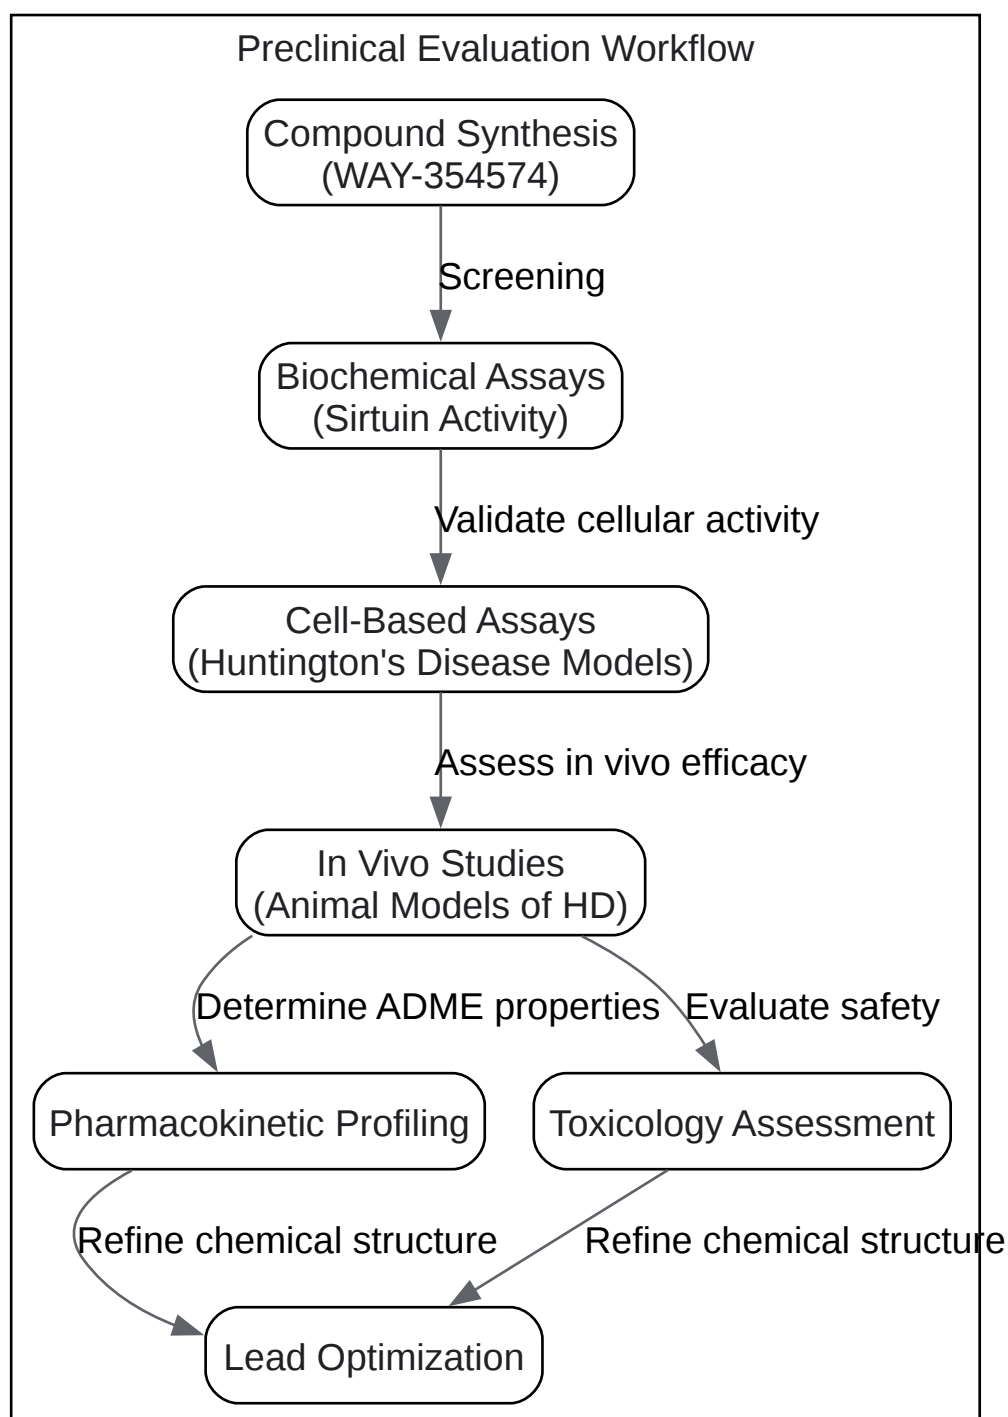 Preclinical Evaluation Workflow
Compound Synthesis
(WAY-354574)
Screening
Biochemical Assays
(Sirtuin Activity)
Validate cellular activity
Cell-Based Assays
(Huntington's Disease Models)
Assess in vivo efficacy
In Vivo Studies
(Animal Models of HD)
Determine ADME properties
Evaluate safety
Pharmacokinetic Profiling
Toxicology Assessment
Refine chemical structure
Refine chemical structure
Lead Optimization